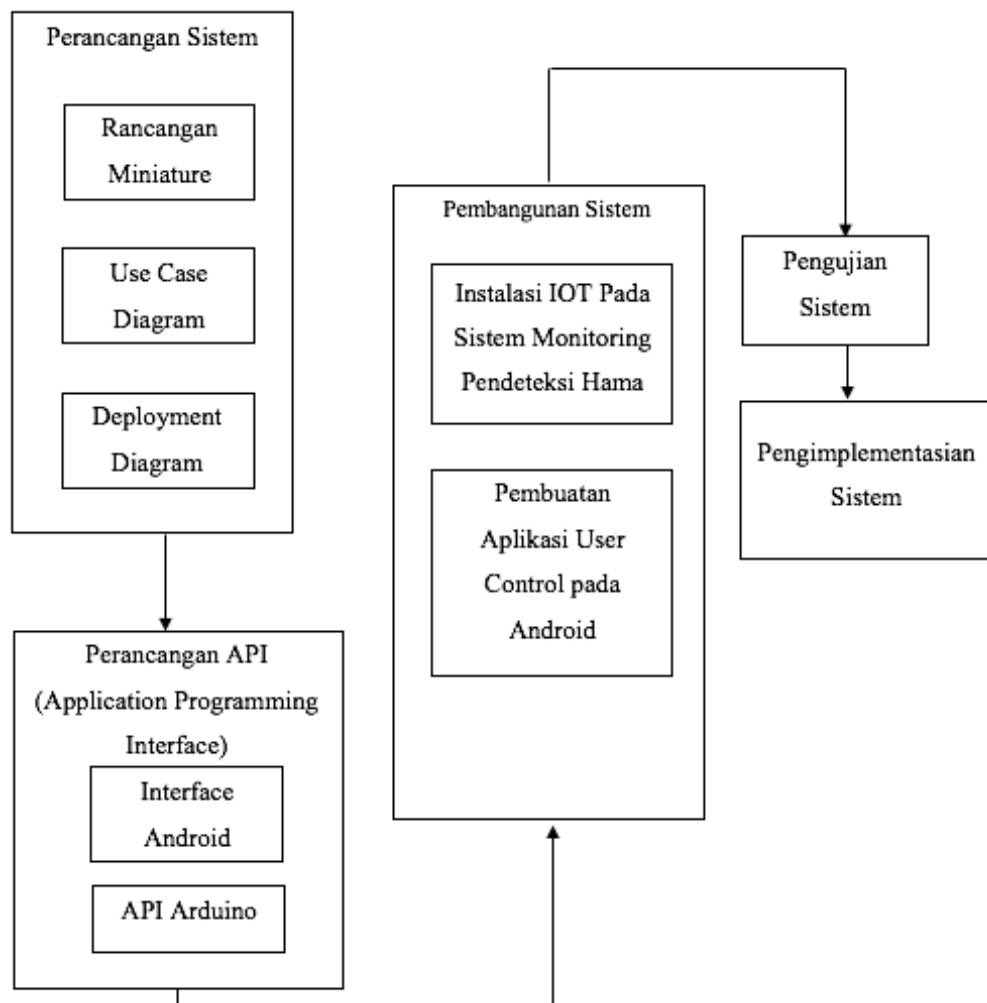 Perancangan Sistem
Rancangan
Miniature
Use Case
Diagram
Deployment
Diagram
Perancangan API
(Application Programming
Interface)
Interface
Android
API Arduino
Pembangunan Sistem
Instalasi IOT Pada
Sistem Monitoring
Pendeteksi Hama
Pembuatan
Aplikasi User
Control pada
Android
Pengujian
Sistem
Pengimplementasian
Sistem